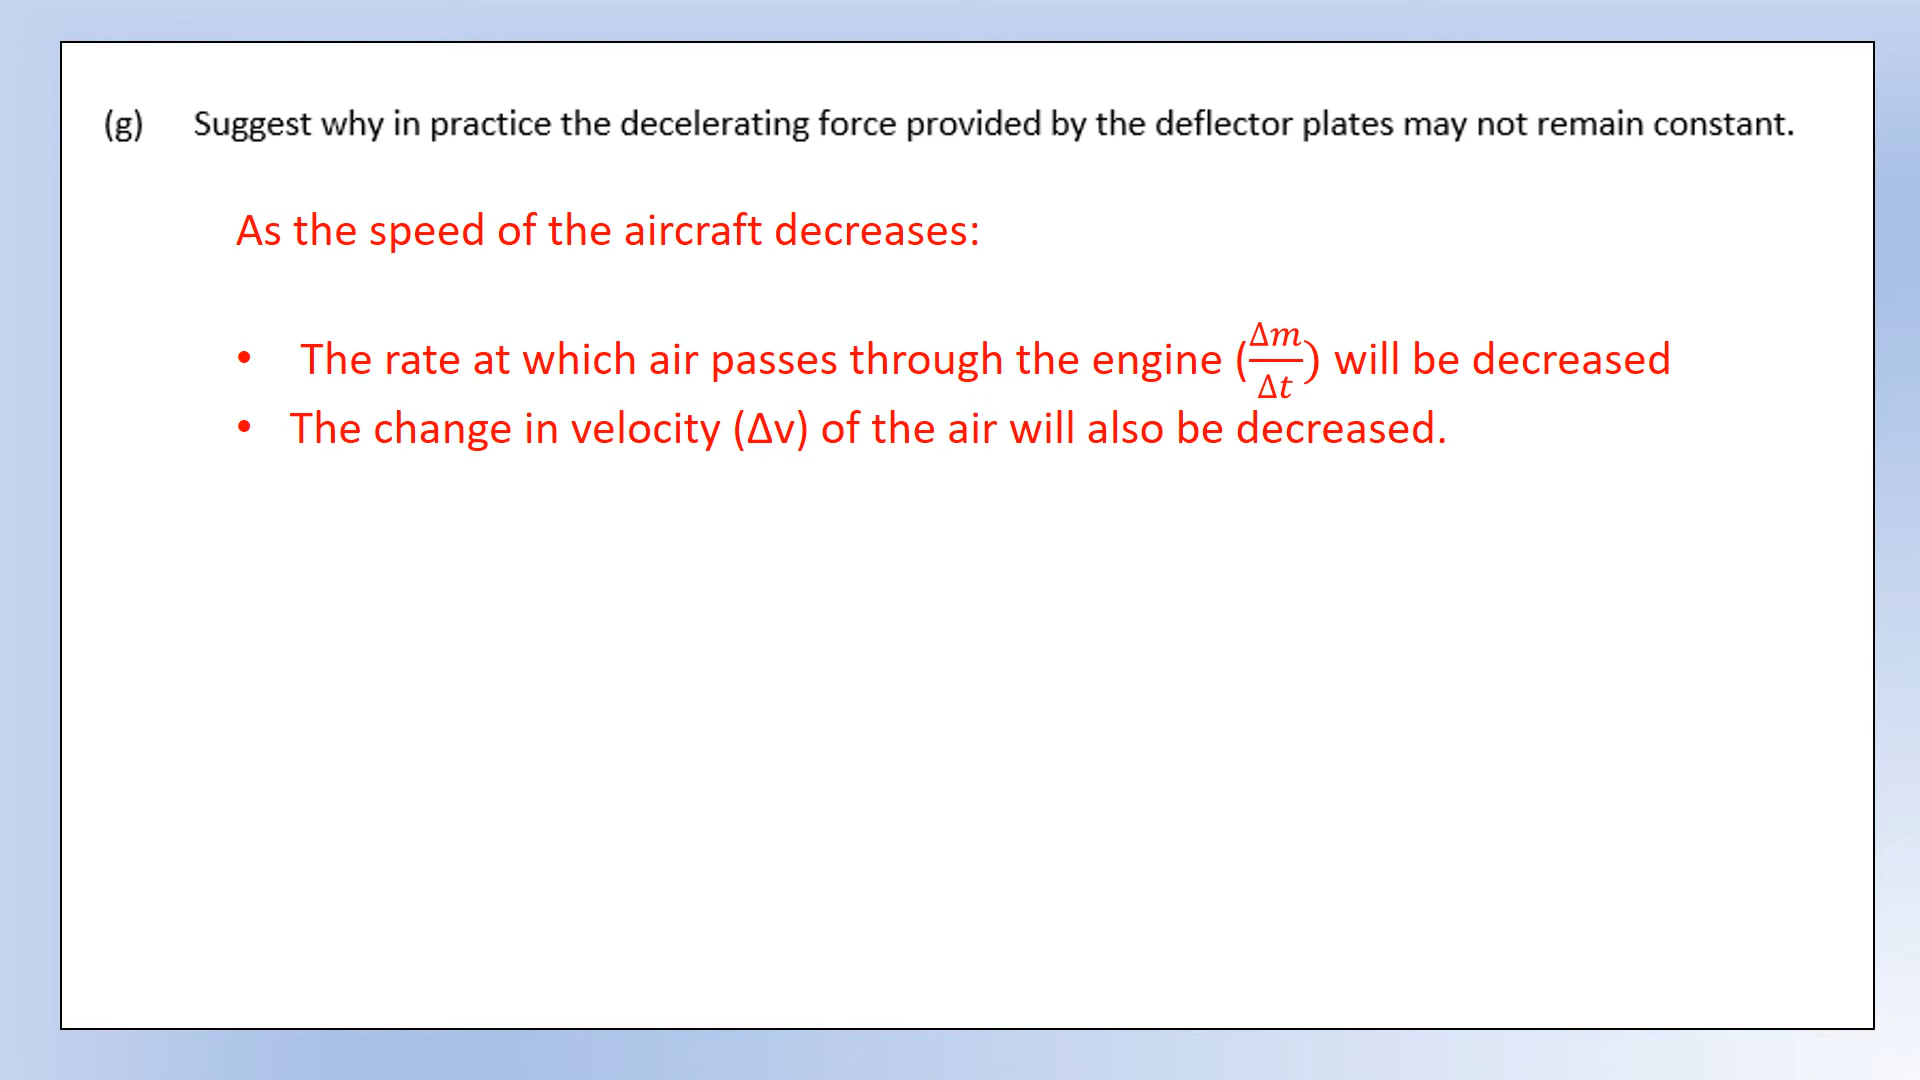 (g) Suggest why in practice the decelerating force provided by the deflector plates may not remain constant.
As the speed of the aircraft decreases:
• The rate at which air passes through the engine (Δm/Δt) will be decreased
• The change in velocity (Δv) of the air will also be decreased.